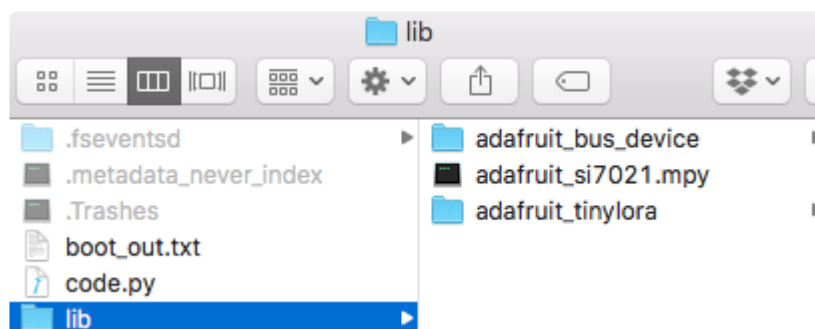 lib
.fseventsd
.metadata_never_index
.Trashes
boot_out.txt
code.py
lib
adafruit_bus_device
adafruit_si7021.mpy
adafruit_tinylora